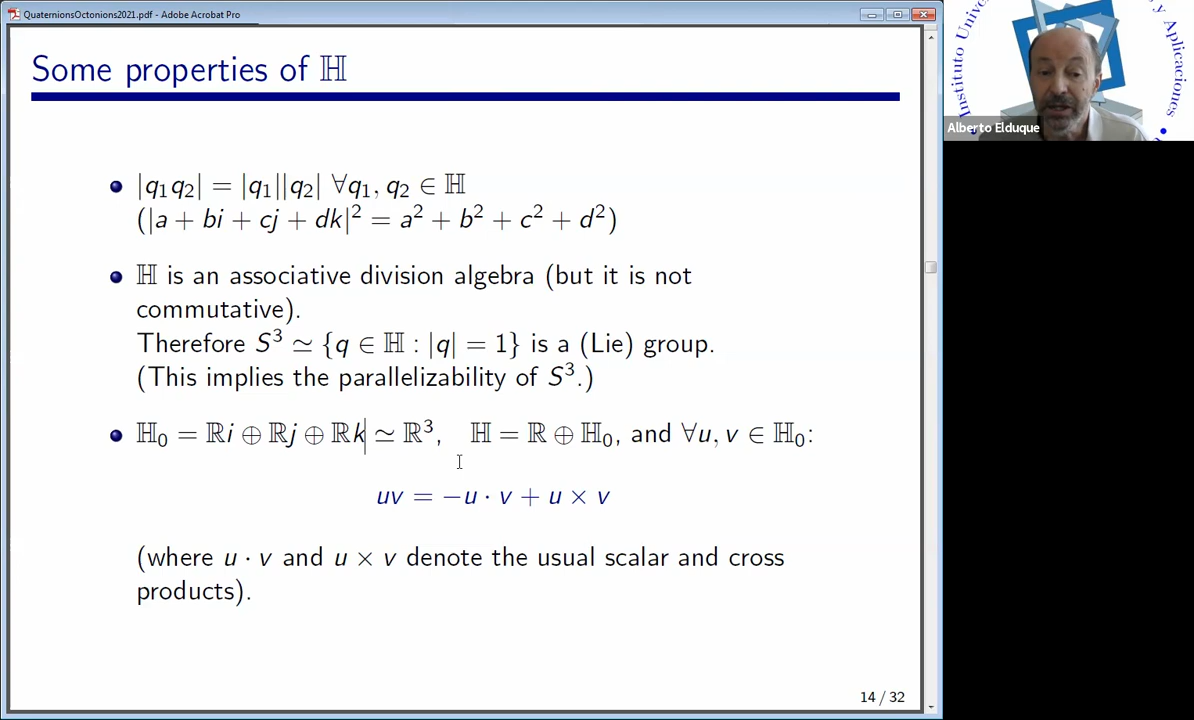 QuaternionsOctonions2021.pdf - Adobe Acrobat Pro
Some properties of ℍ
|q₁q₂| = |q₁||q₂| ∀q₁, q₂ ∈ ℍ
(|a + bi + cj + dk|² = a² + b² + c² + d²)
ℍ is an associative division algebra (but it is not
commutative).
Therefore S³ ≃ {q ∈ ℍ : |q| = 1} is a (Lie) group.
(This implies the parallelizability of S³.)
ℍ₀ = ℝi ⊕ ℝj ⊕ ℝk ≃ ℝ³, ℍ = ℝ ⊕ ℍ₀, and ∀u, v ∈ ℍ₀:
uv = −u · v + u × v
(where u · v and u × v denote the usual scalar and cross
products).
14 / 32
Instituto Unive
y Aplicaciones
Alberto Elduque